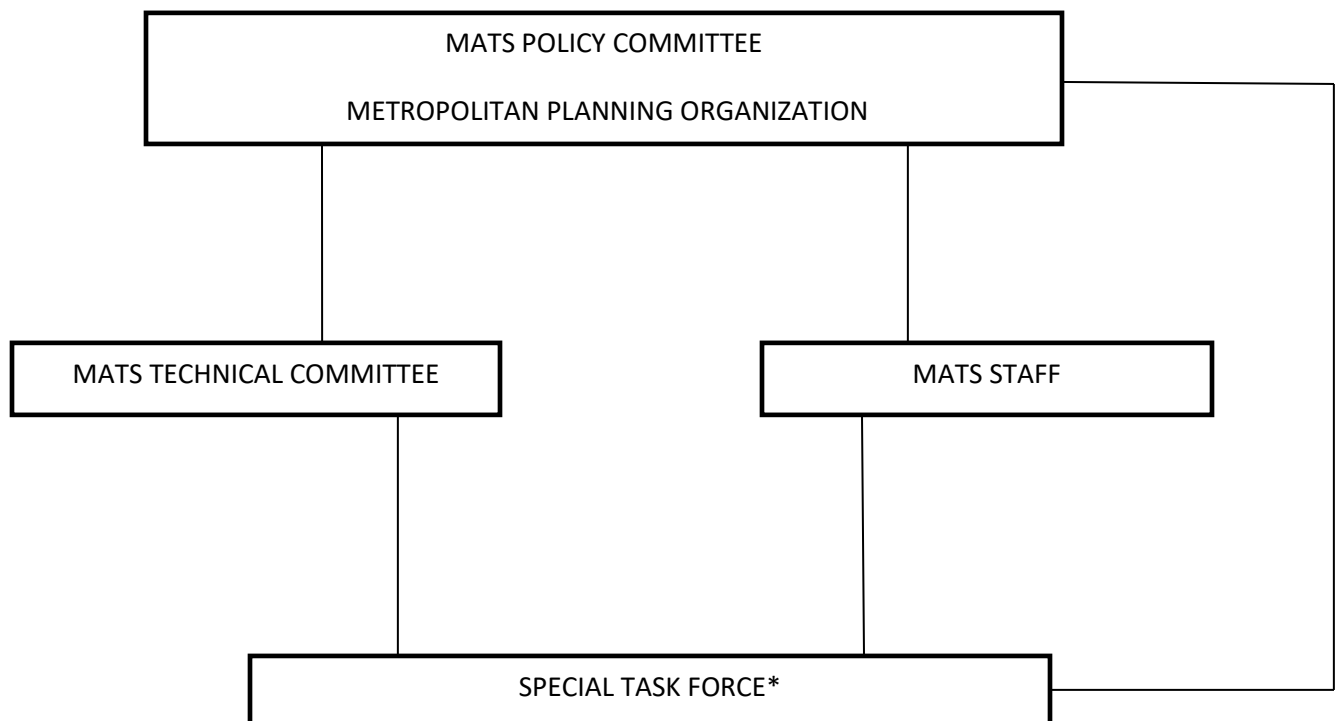 MATS POLICY COMMITTEE
METROPOLITAN PLANNING ORGANIZATION
MATS TECHNICAL COMMITTEE
MATS STAFF
SPECIAL TASK FORCE*